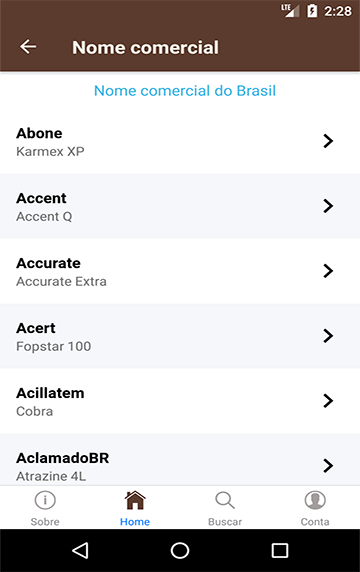 LTE 2:28
Nome comercial
Nome comercial do Brasil
Abone
Karmex XP
Accent
Accent Q
Accurate
Accurate Extra
Acert
Fopstar 100
Acillatem
Cobra
AclamadoBR
Atrazine 4L
Sobre Home Buscar Conta